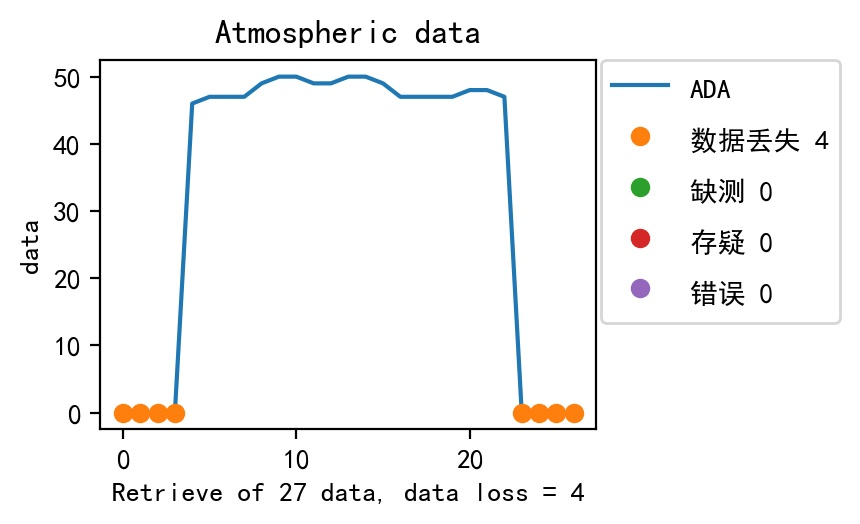 Atmospheric data
50
40
30
20
10
0
data
0 10 20
Retrieve of 27 data, data loss = 4
ADA
数据丢失 4
缺测 0
存疑 0
错误 0